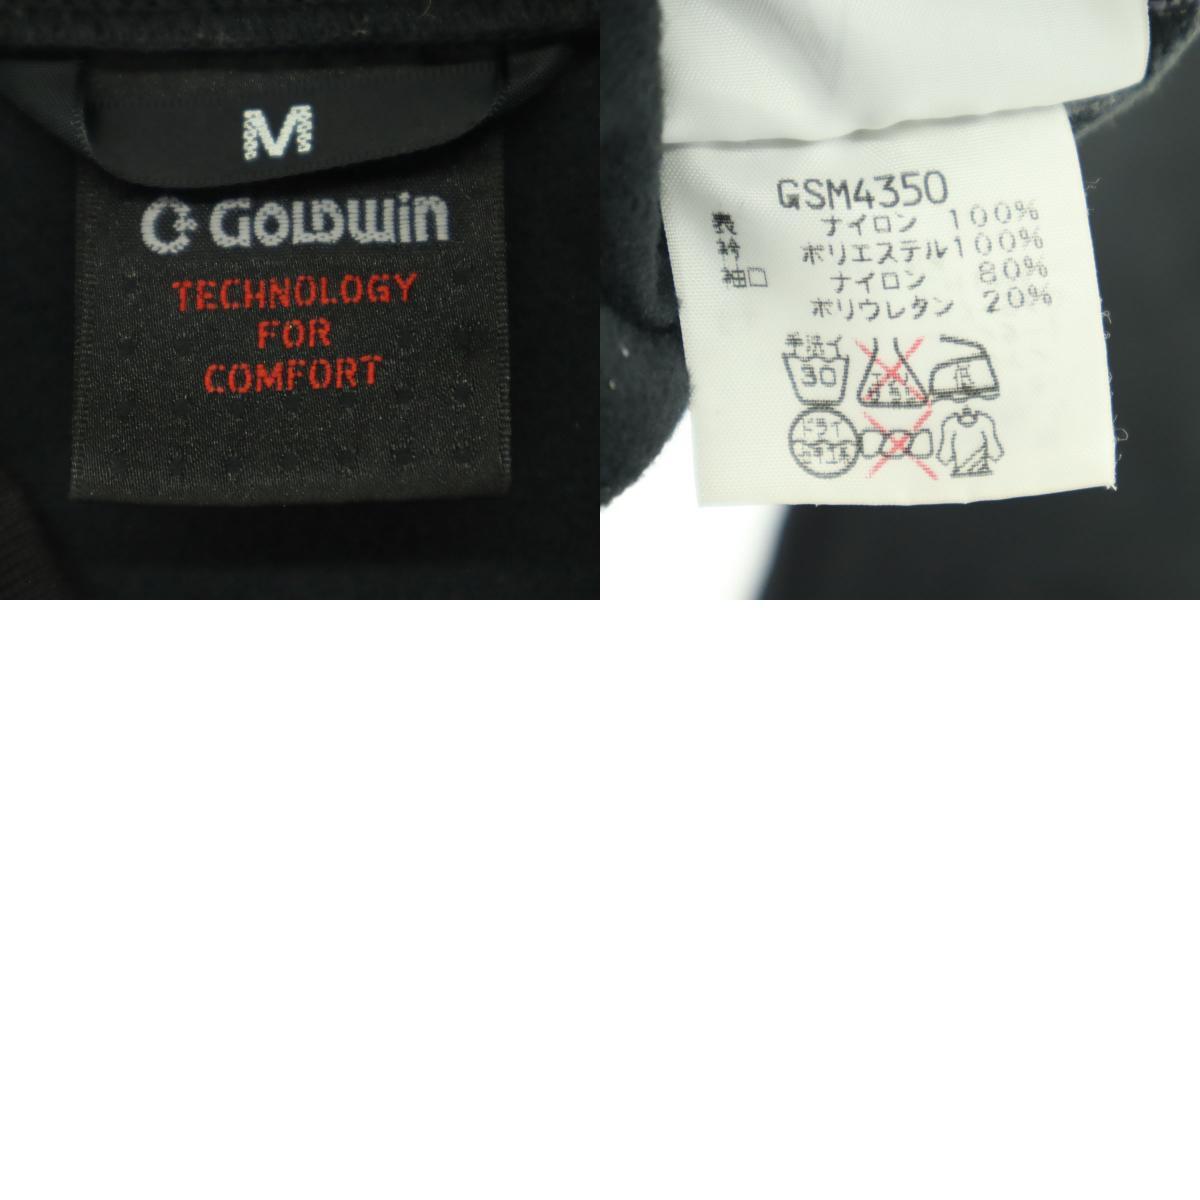 M
GOLDWIN
TECHNOLOGY
FOR
COMFORT
GSM4350
表 ナイロン 100%
衿 ポリエステル100%
袖口 ナイロン 80%
ポリウレタン 20%
手洗イ
30
ドライ